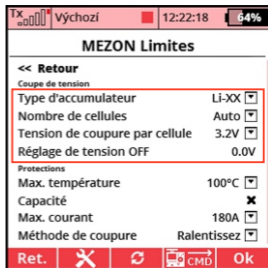 Tx Výchozí 12:22:18 64%
MEZON Limites
<< Retour
Coupe de tension
Type d'accumulateur Li-XX
Nombre de cellules Auto
Tension de coupure par cellule 3.2V
Réglage de tension OFF 0.0V
Protections
Max. température 100°C
Capacité
Max. courant 180A
Méthode de coupure Ralentissez
Ret. CMD Ok